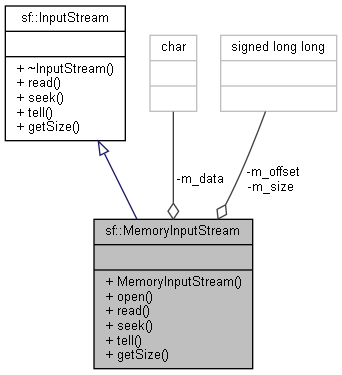 sf::InputStream
+ ~InputStream()
+ read()
+ seek()
+ tell()
+ getSize()
char
signed long long
-m_data
-m_offset
-m_size
sf::MemoryInputStream
+ MemoryInputStream()
+ open()
+ read()
+ seek()
+ tell()
+ getSize()